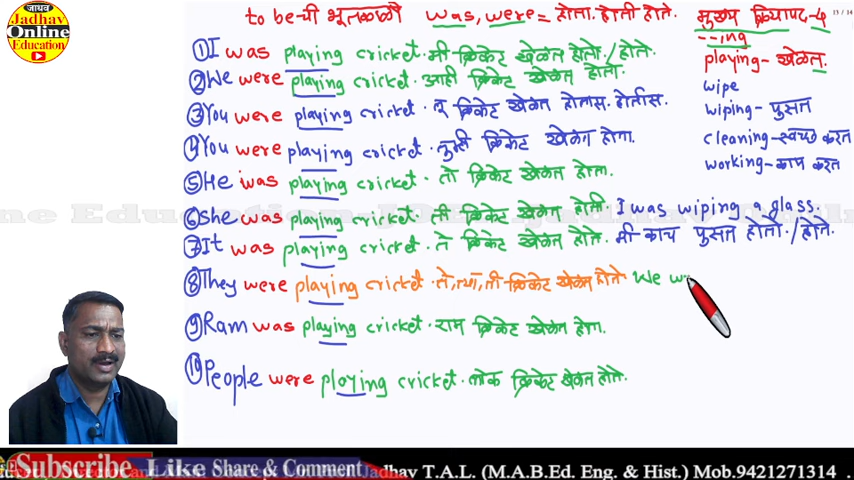 जाधव
Jadhav
Online
Education
to be-ची भूतकाळी was, were = होता. होती होते.
मुख्य क्रियापद-
15 / 14
--ing
① I was playing cricket. मी क्रिकेट खेळत होतो/होते.
playing- खेळत.
② We were playing cricket. आम्ही क्रिकेट खेळत होतो.
wipe
③ You were playing cricket. तू क्रिकेट खेळत होतास. होतीस.
wiping- पुसत
④ You were playing cricket. तुम्ही क्रिकेट खेळत होता.
cleaning-स्वच्छ करत
⑤ He was playing cricket. तो क्रिकेट खेळत होता.
working- काम करत
⑥ she was playing cricket. ती क्रिकेट खेळत होती
I was wiping a glass.
⑦ It was playing cricket. ते क्रिकेट खेळत होते.
मी काच पुसत होतो./होते.
⑧ They were playing cricket. ते, त्या, ती क्रिकेट खेळत होते
We w
⑨ Ram was playing cricket. राम क्रिकेट खेळत होता.
⑩ People were playing cricket. लोक क्रिकेट खेळत होते.
Subscribe Like Share & Comment
Jadhav T.A.L. (M.A.B.Ed. Eng. & Hist.) Mob.9421271314